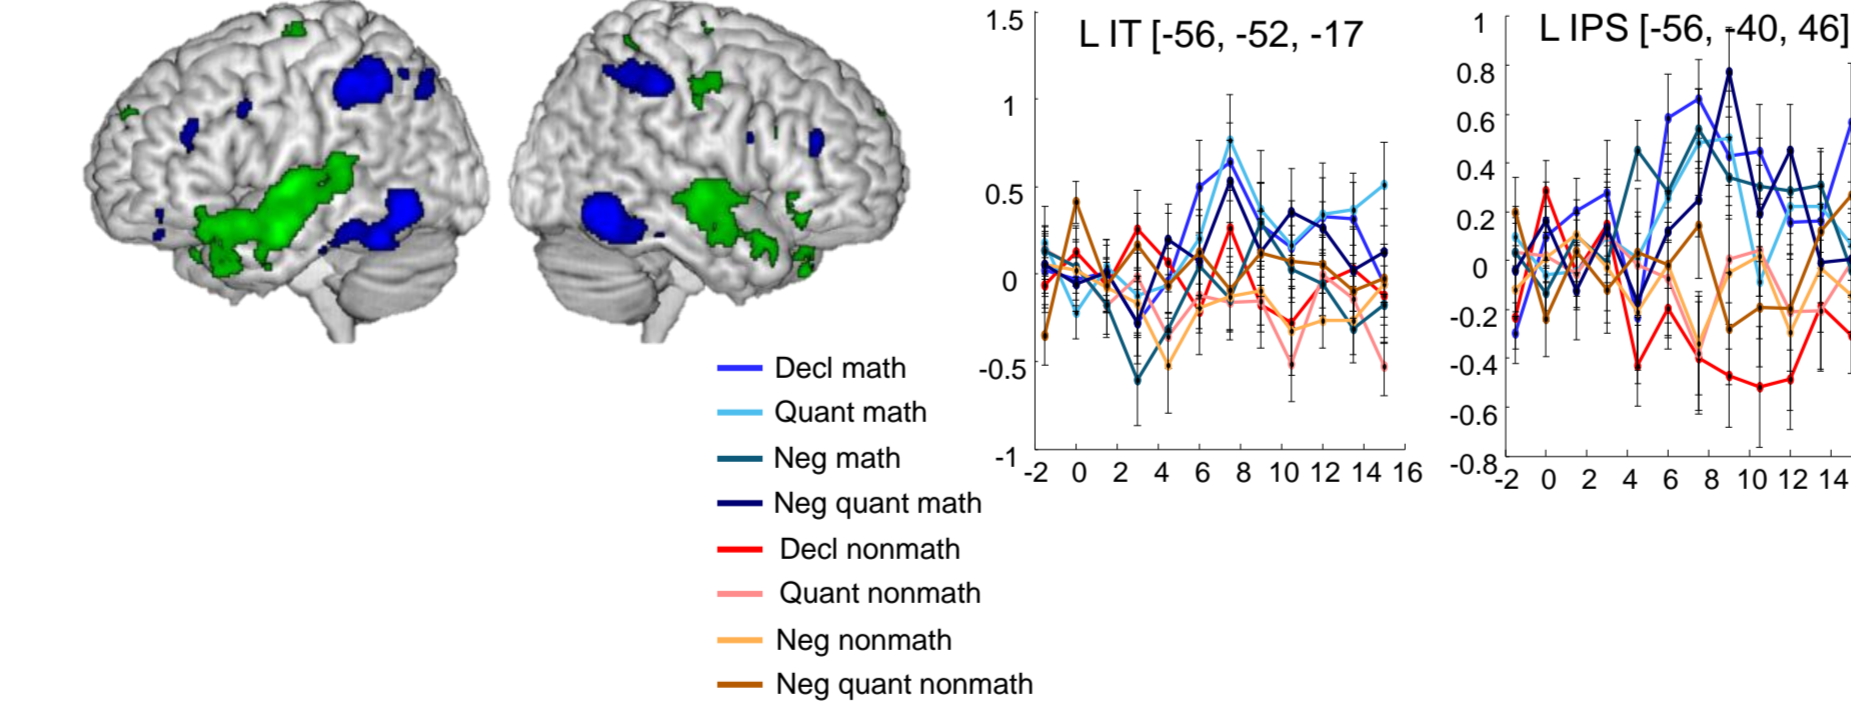 L IT [-56, -52, -17
1.5
1
0.5
0
-0.5
-1
-2 0 2 4 6 8 10 12 14 16
L IPS [-56, -40, 46]
1
0.8
0.6
0.4
0.2
0
-0.2
-0.4
-0.6
-0.8
-2 0 2 4 6 8 10 12 14
Decl math
Quant math
Neg math
Neg quant math
Decl nonmath
Quant nonmath
Neg nonmath
Neg quant nonmath